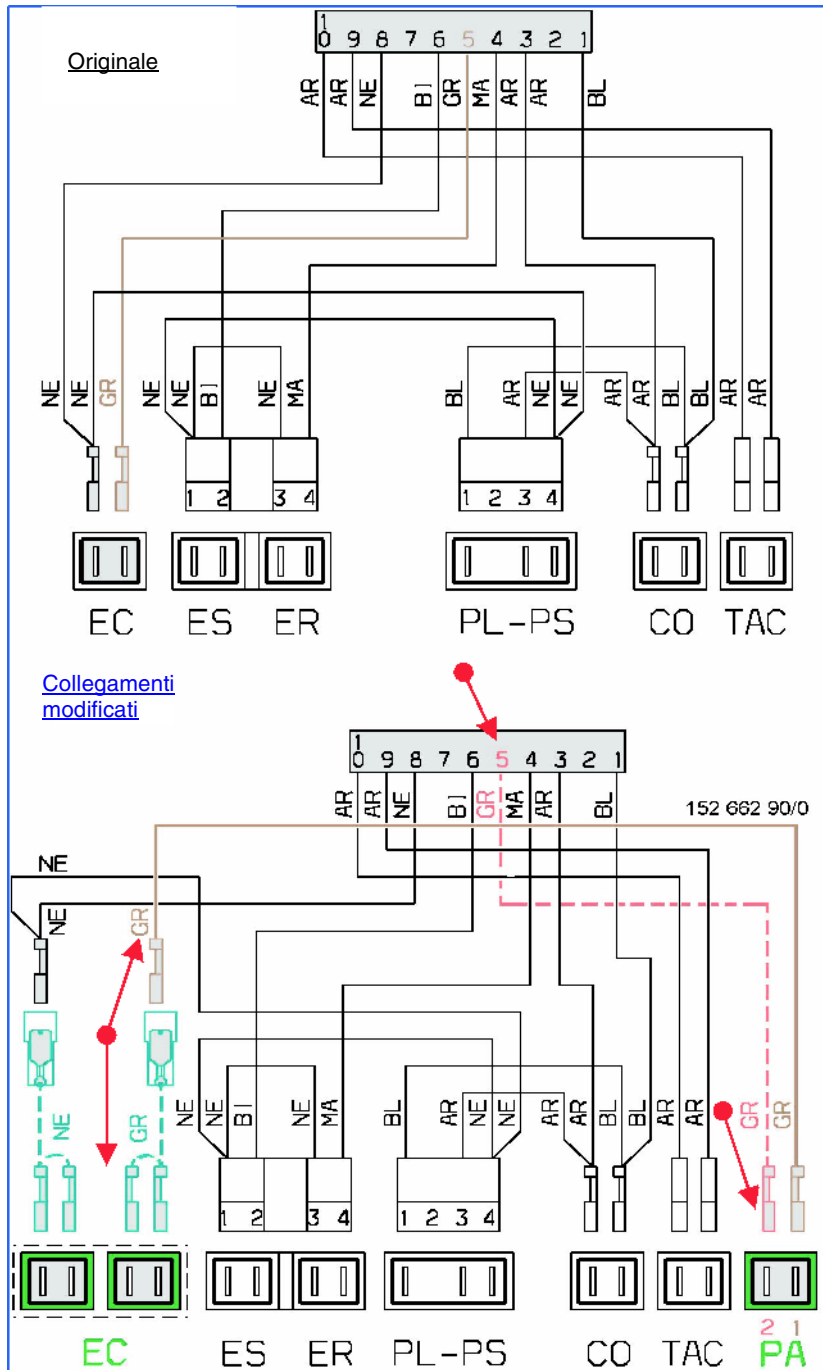 Originale
1
0 9 8 7 6 5 4 3 2 1
AR AR NE BI GR MA AR AR BL
NE NE GR NE NE BI NE MA BL AR NE NE AR AR BL BL AR AR
1 2 3 4 1 2 3 4
EC ES ER PL-PS CO TAC
Collegamenti
modificati
1
0 9 8 7 6 5 4 3 2 1
AR AR NE BI GR MA AR BL
152 662 90/0
NE
NE GR
NE GR NE NE BI NE MA BL AR NE NE AR AR BL BL AR AR GR GR
1 2 3 4 1 2 3 4
2 1
EC ES ER PL-PS CO TAC PA